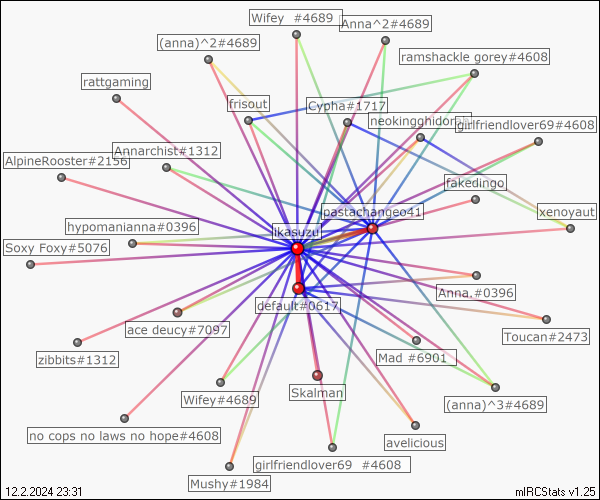 Wifey #4689
Anna^2#4689
(anna)^2#4689
ramshackle gorey#4608
rattgaming
frisout
Cypha#1717
neokingghidorah
girlfriendlover69#4608
Annarchist#1312
AlpineRooster#2156
fakedingo
pastachangeo41
xenoyaut
hypomanianna#0396
likasuzu
Soxy Foxy#5076
Anna.#0396
default#0617
ace deucy#7097
Toucan#2473
zibbits#1312
Mad #6901
Skalman
Wifey#4689
(anna)^3#4689
no cops no laws no hope#4608
avelicious
girlfriendlover69 #4608
Mushy#1984
12.2.2024 23:31
mIRCStats v1.25